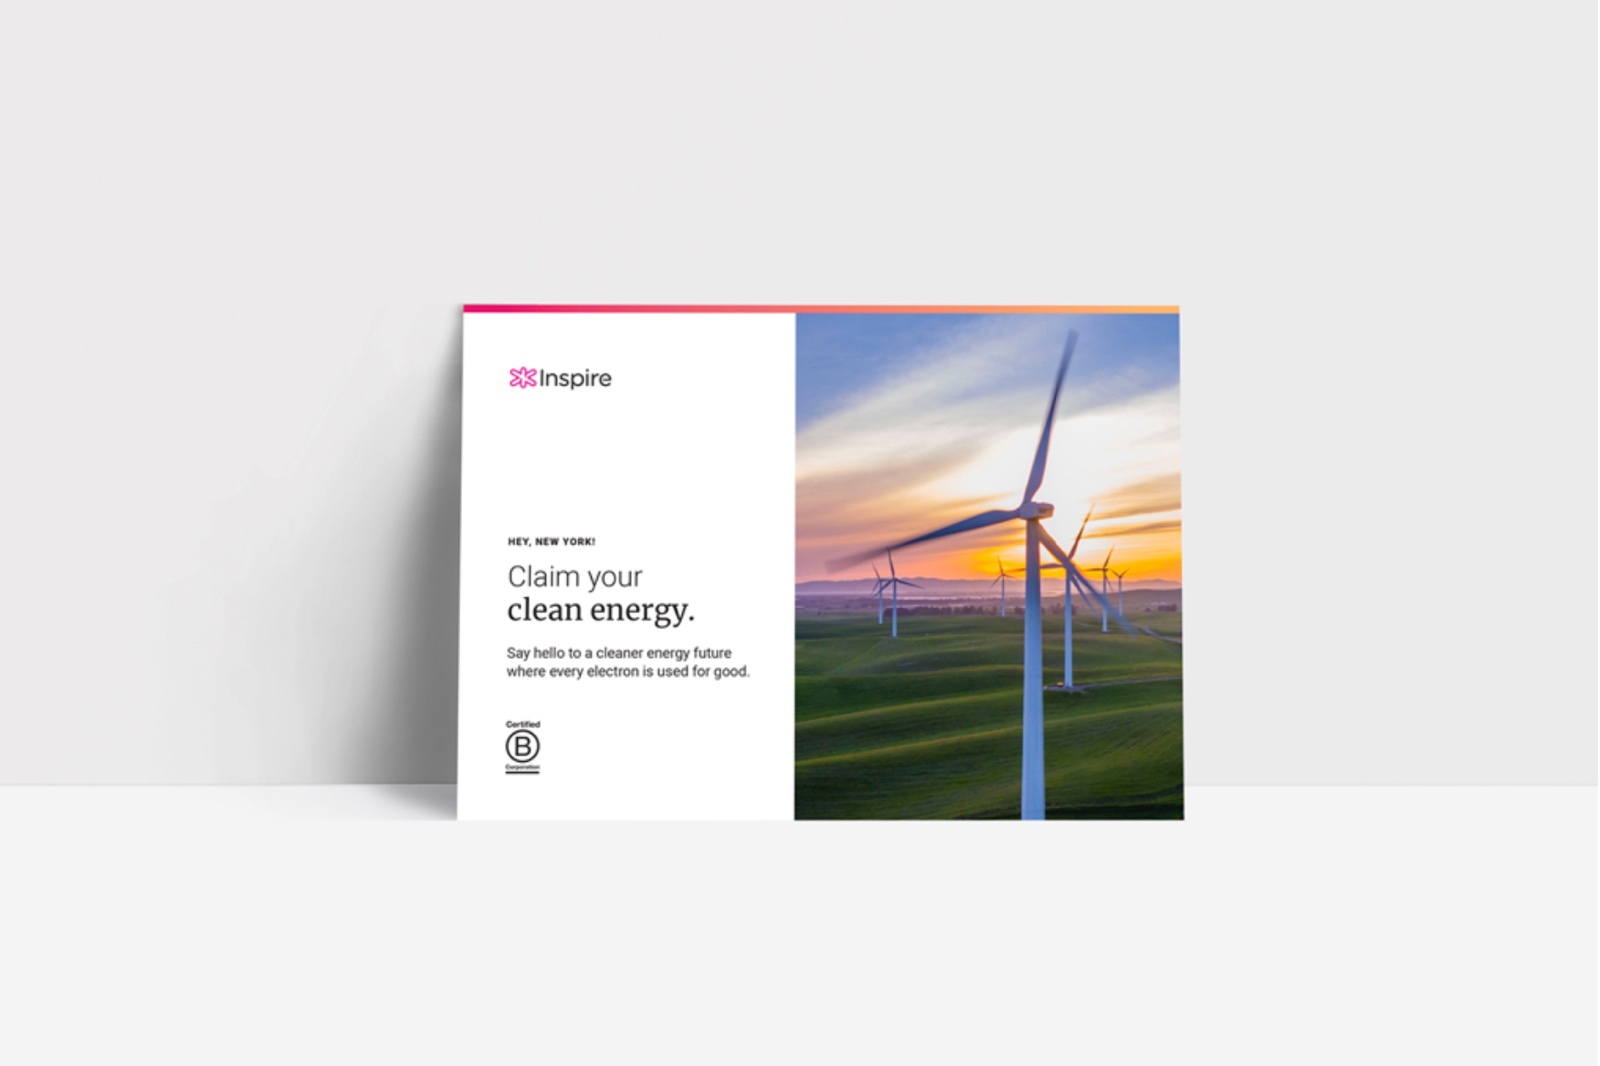 Inspire
HEY, NEW YORK!
Claim your
clean energy.
Say hello to a cleaner energy future
where every electron is used for good.
Certified
B
Corporation